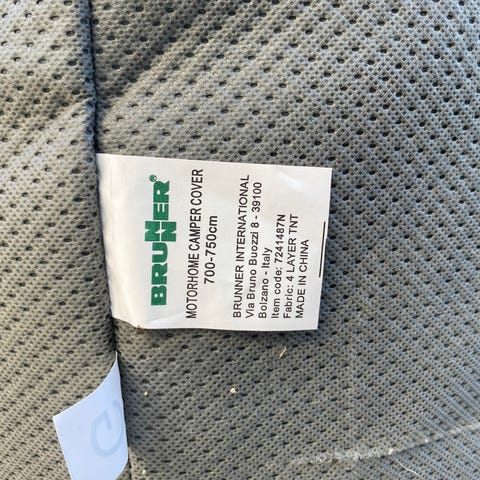 BRUNNER®
MOTORHOME CAMPER COVER
700-750cm
BRUNNER INTERNATIONAL
Via Bruno Buozzi 8 - 39100
Bolzano - Italy
Item code: 7241487N
Fabric: 4 LAYER TNT
MADE IN CHINA